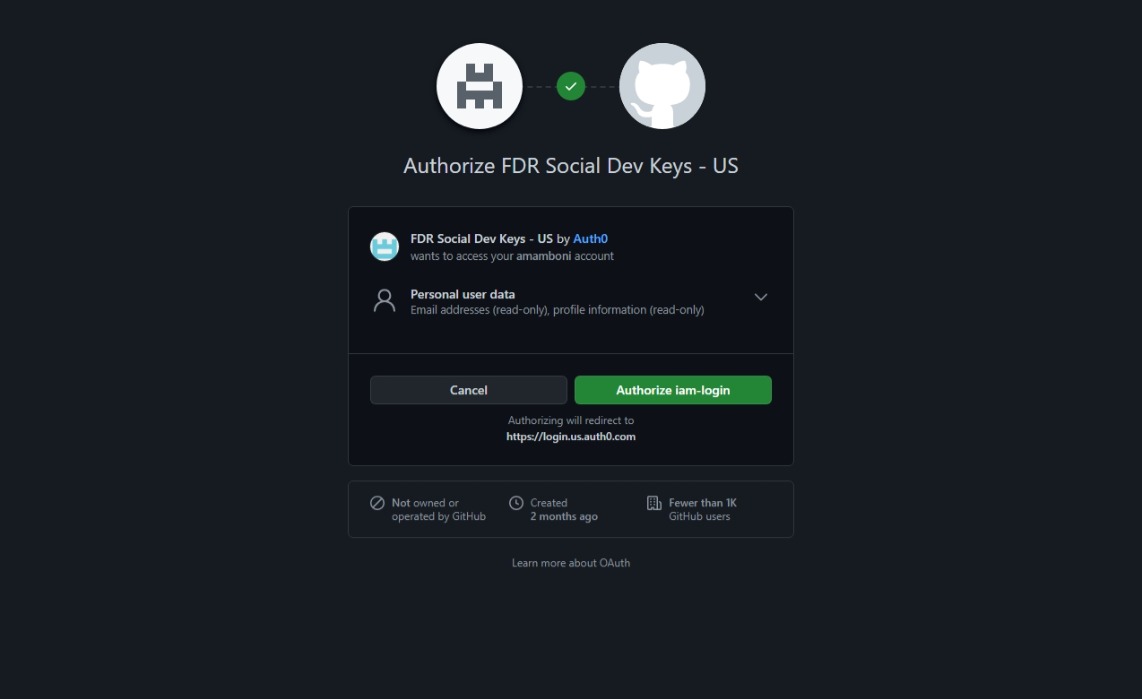 Authorize FDR Social Dev Keys - US
FDR Social Dev Keys - US by Auth0
wants to access your amamboni account
Personal user data
Email addresses (read-only), profile information (read-only)
Cancel
Authorize iam-login
Authorizing will redirect to
https://login.us.auth0.com
Not owned or
operated by GitHub
Created
2 months ago
Fewer than 1K
GitHub users
Learn more about OAuth